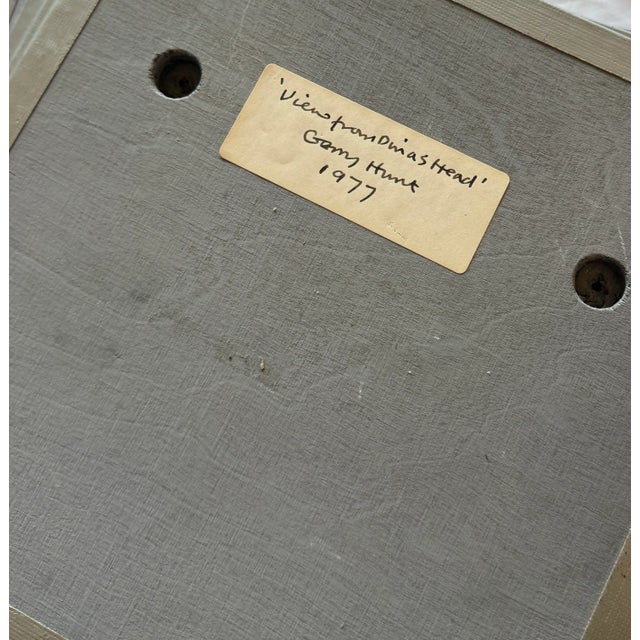 'View from Dinas Head'
Garry Hunt
1977